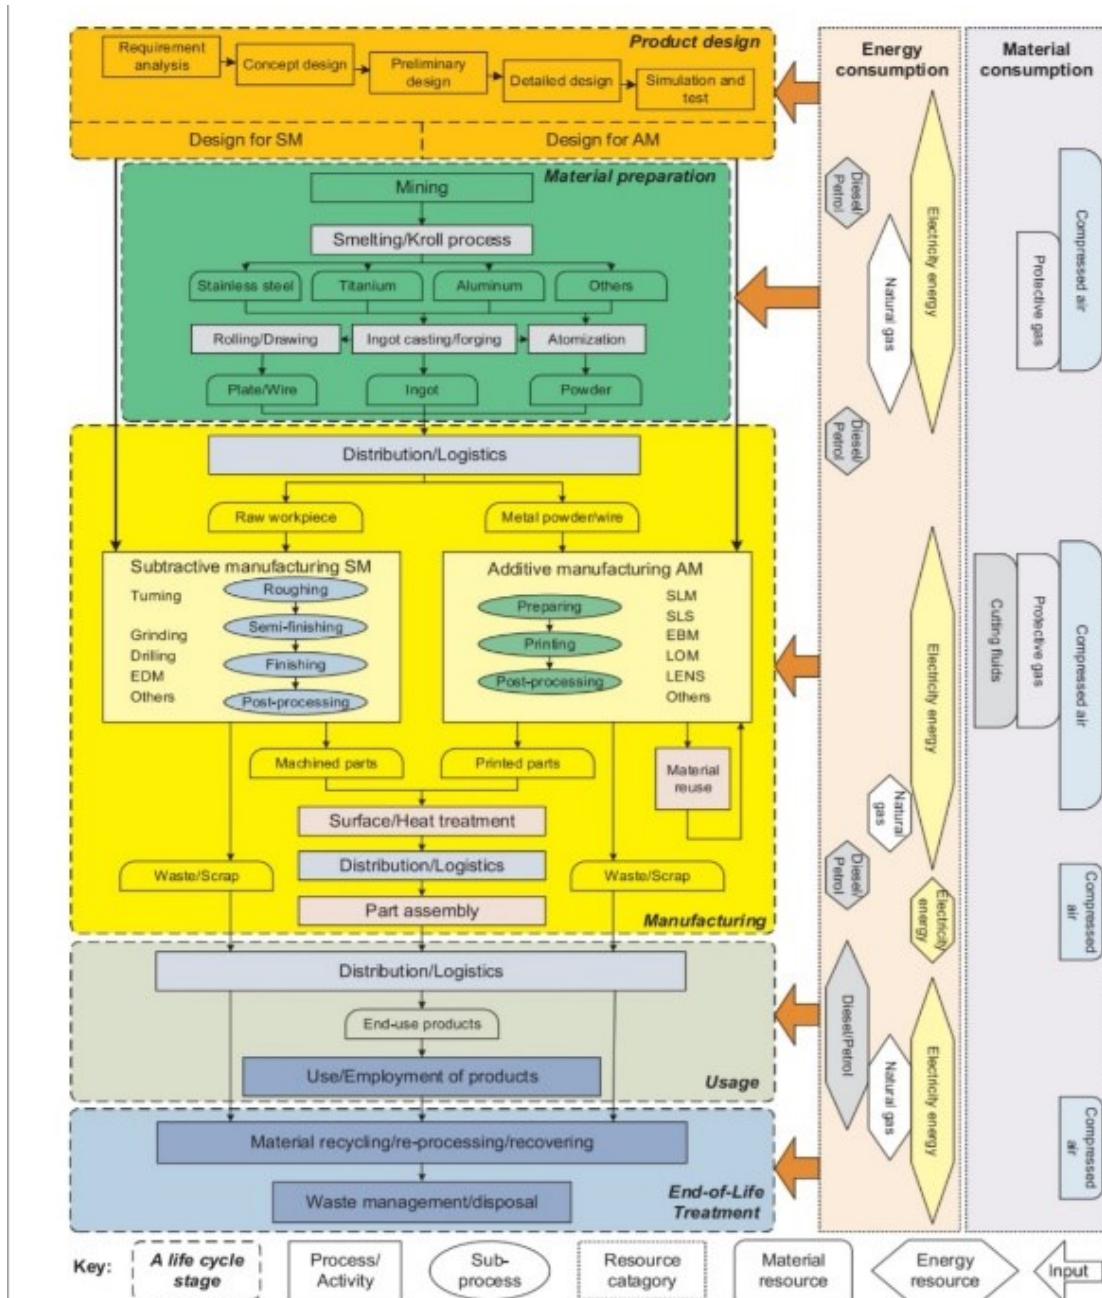 Product design
Requirement
analysis
Concept design
Preliminary
design
Detailed design
Simulation and
test
Design for SM
Design for AM
Material preparation
Mining
Smelting/Kroll process
Stainless steel
Titanium
Aluminum
Others
Rolling/Drawing
Ingot casting/forging
Atomization
Plate/Wire
Ingot
Powder
Distribution/Logistics
Raw workpiece
Metal powder/wire
Subtractive manufacturing SM
Turning
Grinding
Drilling
EDM
Others
Roughing
Semi-finishing
Finishing
Post-processing
Additive manufacturing AM
Preparing
Printing
Post-processing
SLM
SLS
EBM
LOM
LENS
Others
Machined parts
Printed parts
Material
reuse
Surface/Heat treatment
Distribution/Logistics
Waste/Scrap
Waste/Scrap
Part assembly
Manufacturing
Distribution/Logistics
End-use products
Use/Employment of products
Usage
Material recycling/re-processing/recovering
Waste management/disposal
End-of-Life
Treatment
Energy
consumption
Diesel/
Petrol
Natural gas
Electricity energy
Diesel/
Petrol
Electricity energy
Natural
gas
Diesel/
Petrol
Electricity
energy
Diesel/Petrol
Natural gas
Electricity energy
Material
consumption
Protective gas
Compressed air
Cutting fluids
Protective gas
Compressed air
Compressed
air
Compressed
air
Key:
A life cycle
stage
Process/
Activity
Sub-
process
Resource
catagory
Material
resource
Energy
resource
Input